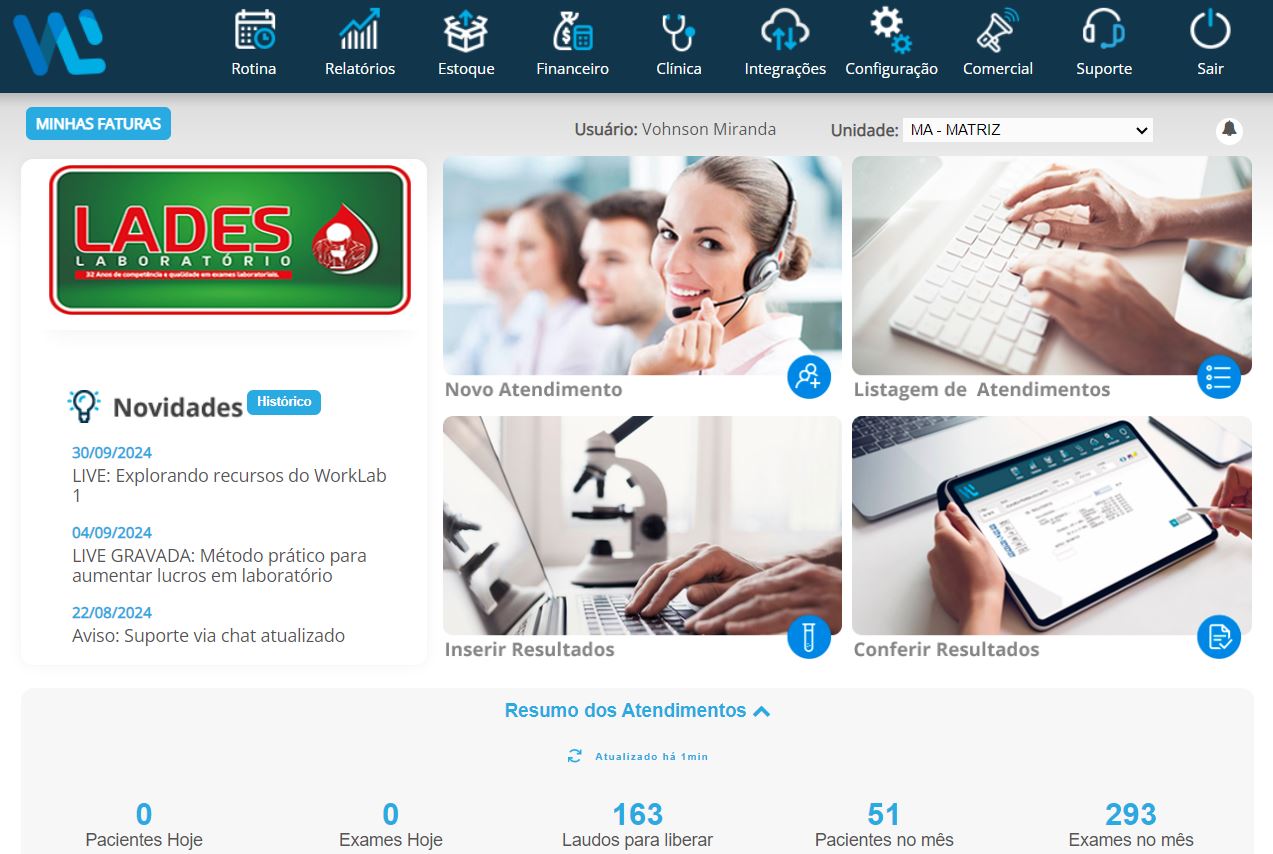 Rotina
Relatórios
Estoque
Financeiro
Clínica
Integrações
Configuração
Comercial
Suporte
Sair
MINHAS FATURAS
Usuário: Vohnson Miranda
Unidade: MA - MATRIZ
LADES
LABORATÓRIO
32 Anos de competência e qualidade em exames laboratoriais.
Novidades Histórico
30/09/2024
LIVE: Explorando recursos do WorkLab
1
04/09/2024
LIVE GRAVADA: Método prático para
aumentar lucros em laboratório
22/08/2024
Aviso: Suporte via chat atualizado
Novo Atendimento
Listagem de Atendimentos
Inserir Resultados
Conferir Resultados
Resumo dos Atendimentos
Atualizado há 1min
0
Pacientes Hoje
0
Exames Hoje
163
Laudos para liberar
51
Pacientes no mês
293
Exames no mês